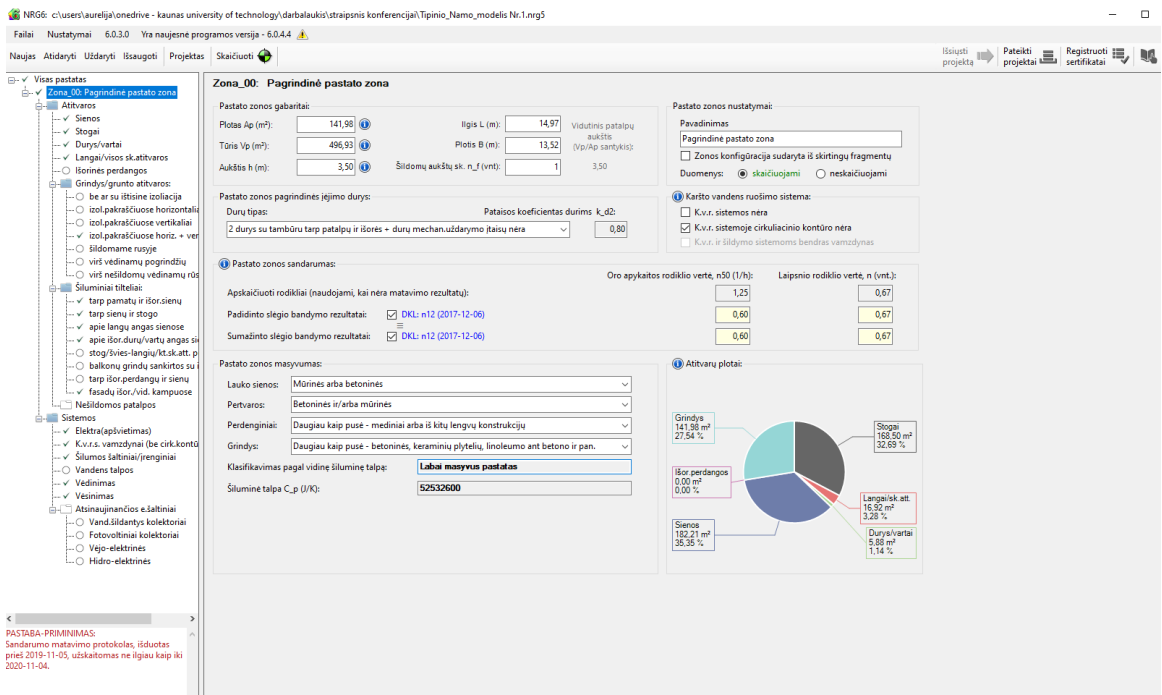 NRG6: c:\users\aurelija\onedrive - kaunas university of technology\darbalaukis\straipsnis konferencijai\Tipinio_Namo_modelis Nr.1.nrg5
Failai Nustatymai 6.0.3.0 Yra naujesnė programos versija - 6.0.4.4
Naujas Atidaryti Uždaryti Išsaugoti Projektas Skaičiuoti
Išsiųsti projektą
Pateikti projektai
Registruoti sertifikatai
Visas pastatas
Zona_00: Pagrindinė pastato zona
Atitvaros
Sienos
Stogai
Durys/vartai
Langai/visos sk.atitvaros
Išorinės perdangos
Grindys/grunto atitvaros:
be ar su ištisine izoliacija
izol.pakraščiuose horizontalia
izol.pakraščiuose vertikaliai
izol.pakraščiuose horiz. + ver
šildomame rusyje
virš vėdinamų pogrindžių
virš nešildomų vėdinamų rūs
Šiluminiai tilteliai:
tarp pamatų ir išor.sienų
tarp sienų ir stogo
apie langų angas sienose
apie išor.durų/vartų angas si
stog/švies-langių/kt.sk.att. p
balkonų grindų sankirtos su i
tarp išor.perdangų ir sienų
fasadų išor./vid. kampuose
Nešildomos patalpos
Sistemos
Elektra(apšvietimas)
K.v.r.s. vamzdynai (be cirk.kontū
Šilumos šaltiniai/įrenginiai
Vandens talpos
Vėdinimas
Vėsinimas
Atsinaujinančios e.šaltiniai
Vand.šildantys kolektoriai
Fotovoltiniai kolektoriai
Vėjo-elektrinės
Hidro-elektrinės
PASTABA-PRIMINIMAS:
Sandarumo matavimo protokolas, išduotas
prieš 2019-11-05, užskaitomas ne ilgiau kaip iki
2020-11-04.
Zona_00: Pagrindinė pastato zona
Pastato zonos gabaritai:
Plotas Ap (m²): 141,98 Ilgis L (m): 14,97
Tūris Vp (m³): 496,93 Plotis B (m): 13,52
Aukštis h (m): 3,50 Šildomų aukštų sk. n_f (vnt): 1
Vidutinis patalpų
aukštis
(Vp/Ap santykis):
3,50
Pastato zonos nustatymai:
Pavadinimas
Pagrindinė pastato zona
Zonos konfigūracija sudaryta iš skirtingų fragmentų
Duomenys: skaičiuojami neskaičiuojami
Pastato zonos pagrindinės įėjimo durys:
Durų tipas: Pataisos koeficientas durims k_d2:
2 durys su tambūru tarp patalpų ir išorės + durų mechan.uždarymo įtaisų nėra 0,80
Karšto vandens ruošimo sistema:
K.v.r. sistemos nėra
K.v.r. sistemoje cirkuliacinio kontūro nėra
K.v.r. ir šildymo sistemoms bendras vamzdynas
Pastato zonos sandarumas:
Oro apykaitos rodiklio vertė, n50 (1/h): Laipsnio rodiklio vertė, n (vnt.):
Apskaičiuoti rodikliai (naudojami, kai nėra matavimo rezultatų): 1,25 0,67
Padidinto slėgio bandymo rezultatai: DKL: n12 (2017-12-06) 0,60 0,67
Sumažinto slėgio bandymo rezultatai: DKL: n12 (2017-12-06) 0,60 0,67
Pastato zonos masyvumas:
Lauko sienos: Mūrinės arba betoninės
Pertvaros: Betoninės ir/arba mūrinės
Perdenginiai: Daugiau kaip pusė - mediniai arba iš kitų lengvų konstrukcijų
Grindys: Daugiau kaip pusė - betoninės, keraminių plytelių, linoleumo ant betono ir pan.
Klasifikavimas pagal vidinę šiluminę talpą: Labai masyvus pastatas
Šiluminė talpa C_p (J/K): 52532600
Atitvarų plotai:
Grindys
141,98 m²
27,54 %
Stogai
168,50 m²
32,69 %
Išor.perdangos
0,00 m²
0,00 %
Langai/sk.att.
16,92 m²
3,28 %
Sienos
182,21 m²
35,35 %
Durys/vartai
5,88 m²
1,14 %